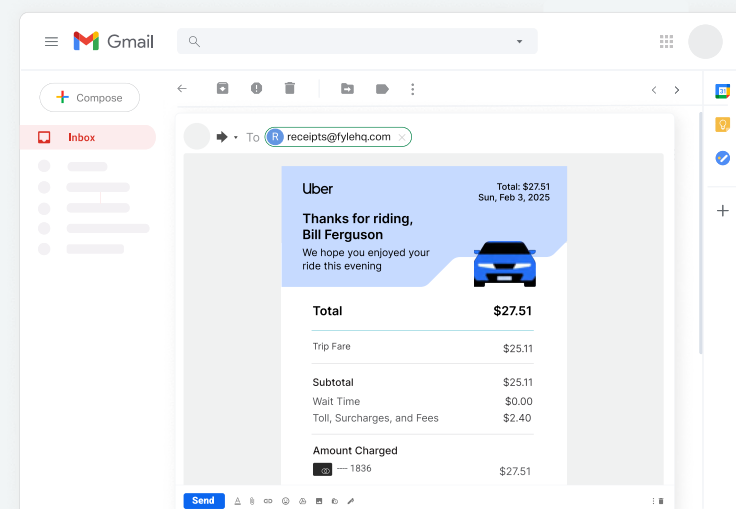 Gmail
Compose
Inbox
To R receipts@fylehq.com
Uber
Total: $27.51
Sun, Feb 3, 2025
Thanks for riding,
Bill Ferguson
We hope you enjoyed your
ride this evening
Total $27.51
Trip Fare $25.11
Subtotal $25.11
Wait Time $0.00
Toll, Surcharges, and Fees $2.40
Amount Charged
---- 1836 $27.51
Send
31